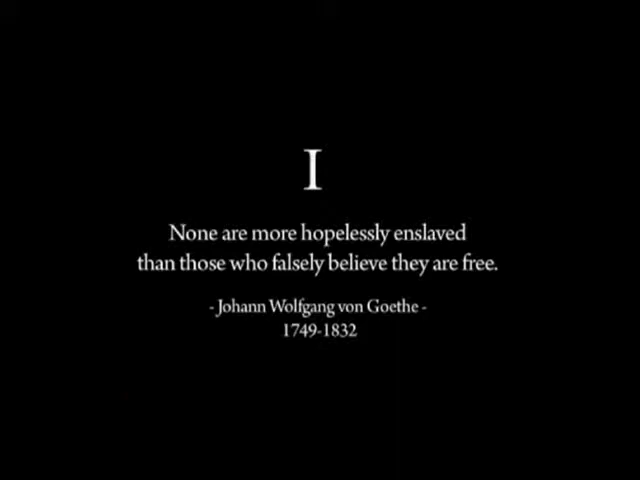 I
None are more hopelessly enslaved
than those who falsely believe they are free.
- Johann Wolfgang von Goethe -
1749-1832